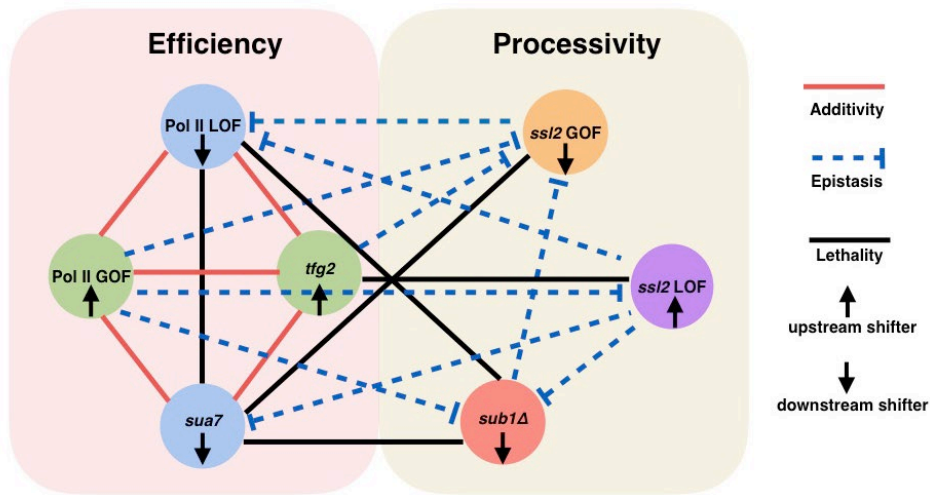 Efficiency
Processivity
Pol II LOF
ssl2 GOF
Additivity
Epistasis
Pol II GOF
tfg2
ssl2 LOF
Lethality
upstream shifter
sua7
sub1Δ
downstream shifter